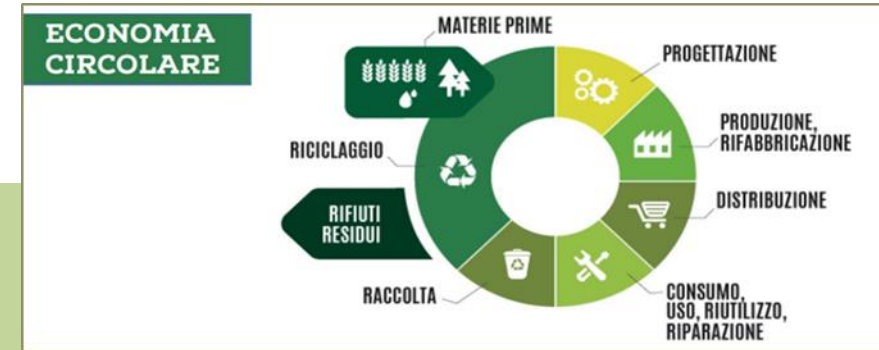 ECONOMIA
CIRCOLARE
MATERIE PRIME
PROGETTAZIONE
PRODUZIONE,
RIFABBRICAZIONE
DISTRIBUZIONE
CONSUMO,
USO, RIUTILIZZO,
RIPARAZIONE
RACCOLTA
RIFIUTI
RESIDUI
RICICLAGGIO